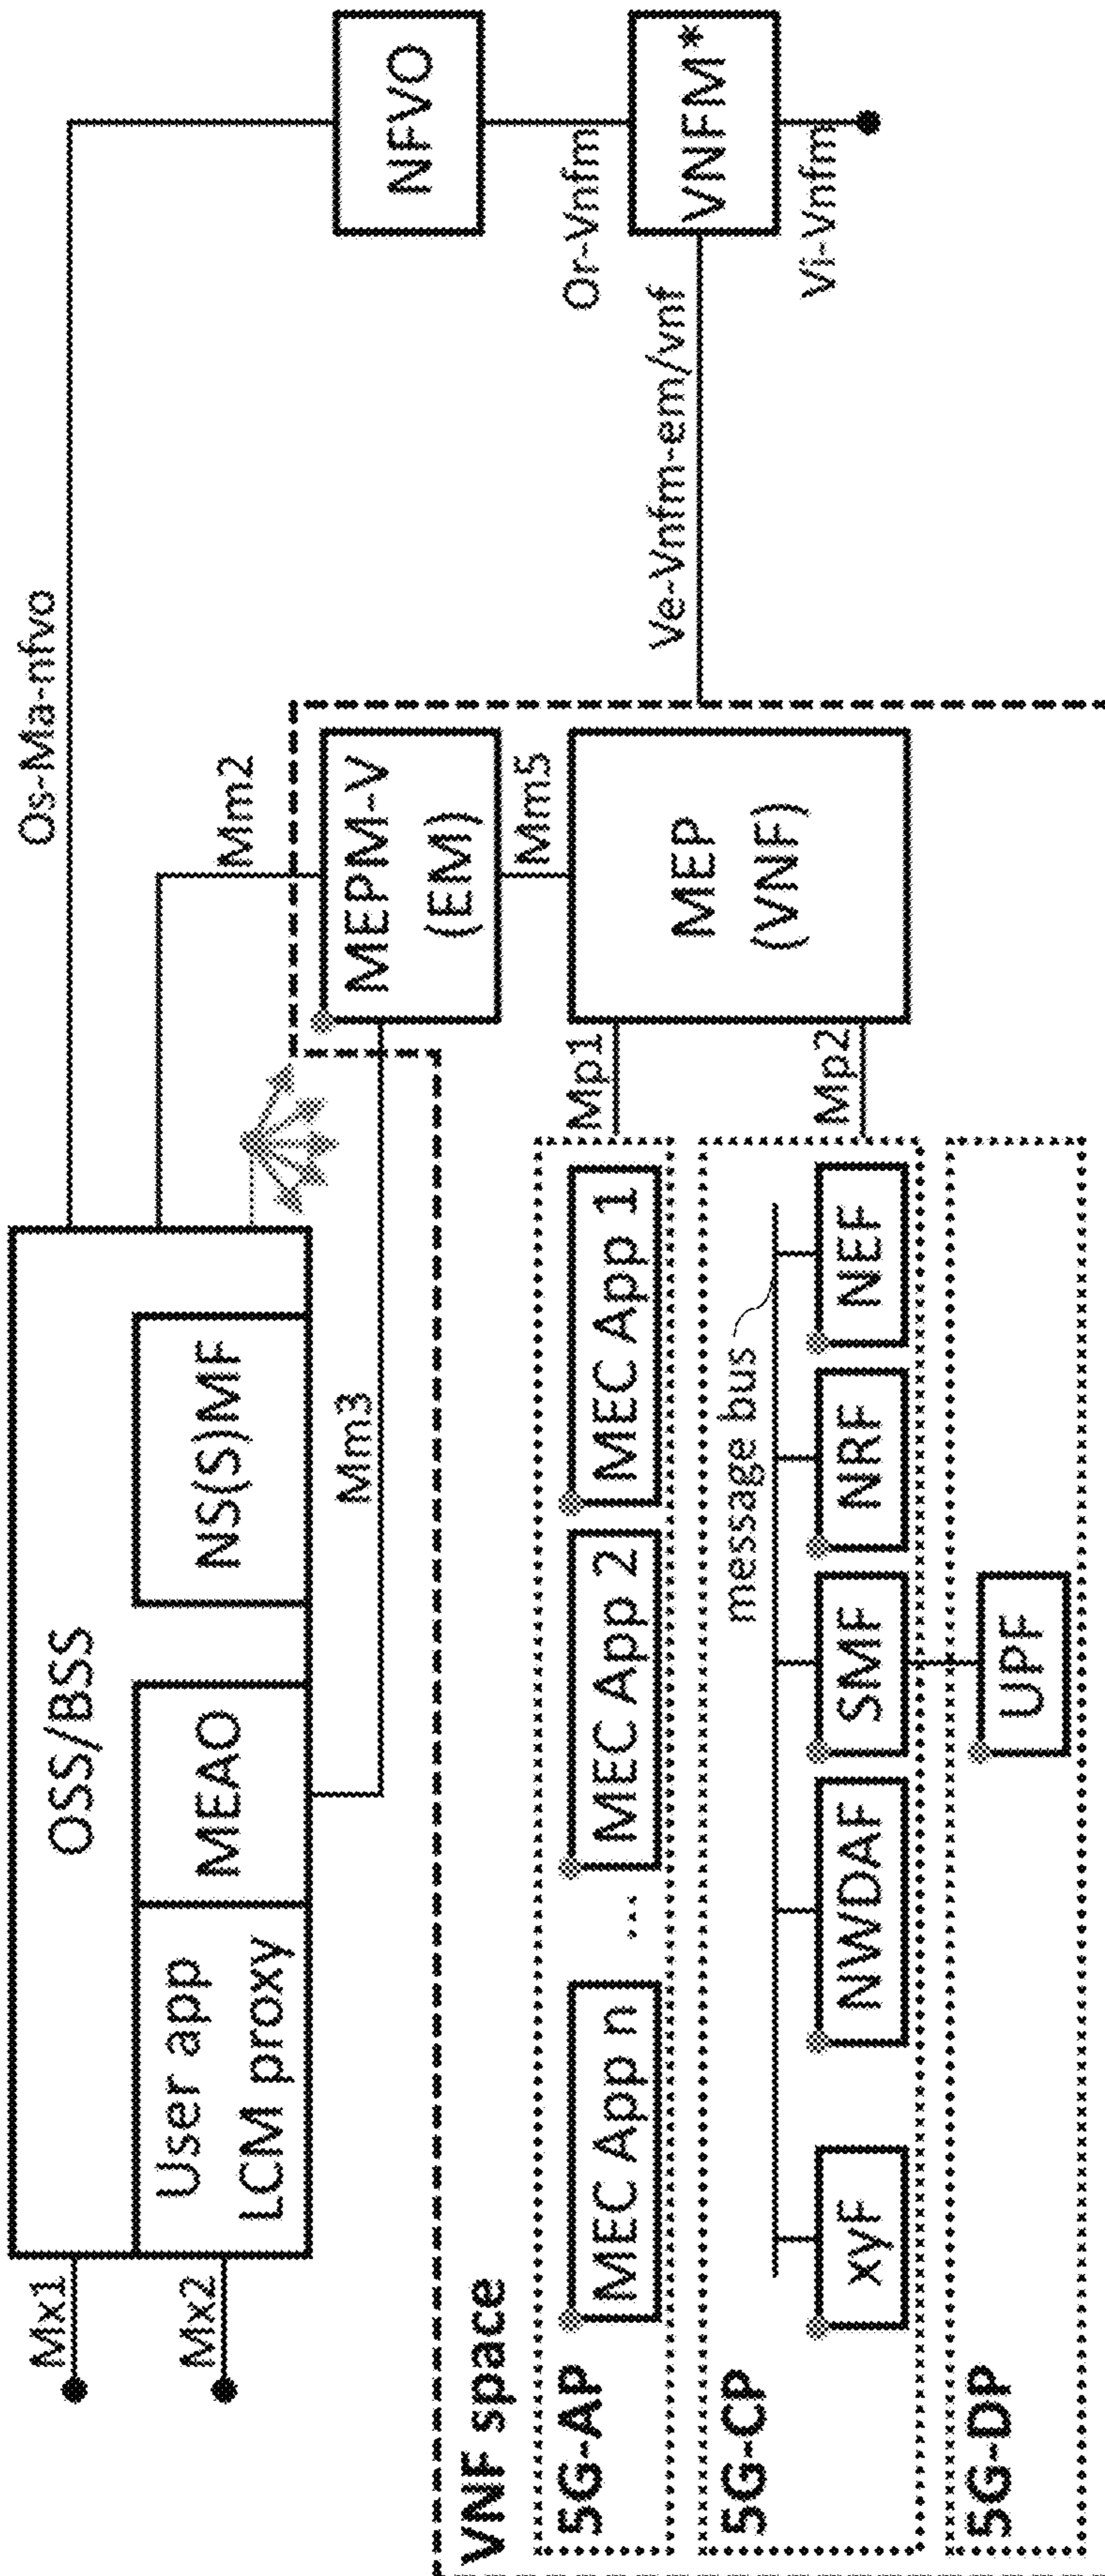 Os-Ma-nfvo
OSS/BSS
Mx1
Mx2
User app
LCM proxy
MEAO
NS(S)MF
Mm2
Mm3
NFVO
Or-Vnfm
VNFM*
Vi-Vnfm
Ve-Vnfm-em/vnf
MEPM-V
(EM)
Mm5
MEP
(VNF)
Mp1
Mp2
VNF space
5G-AP
MEC App n
...
MEC App 2
MEC App 1
5G-CP
message bus
xyF
NWDAF
SMF
NRF
NEF
5G-DP
UPF